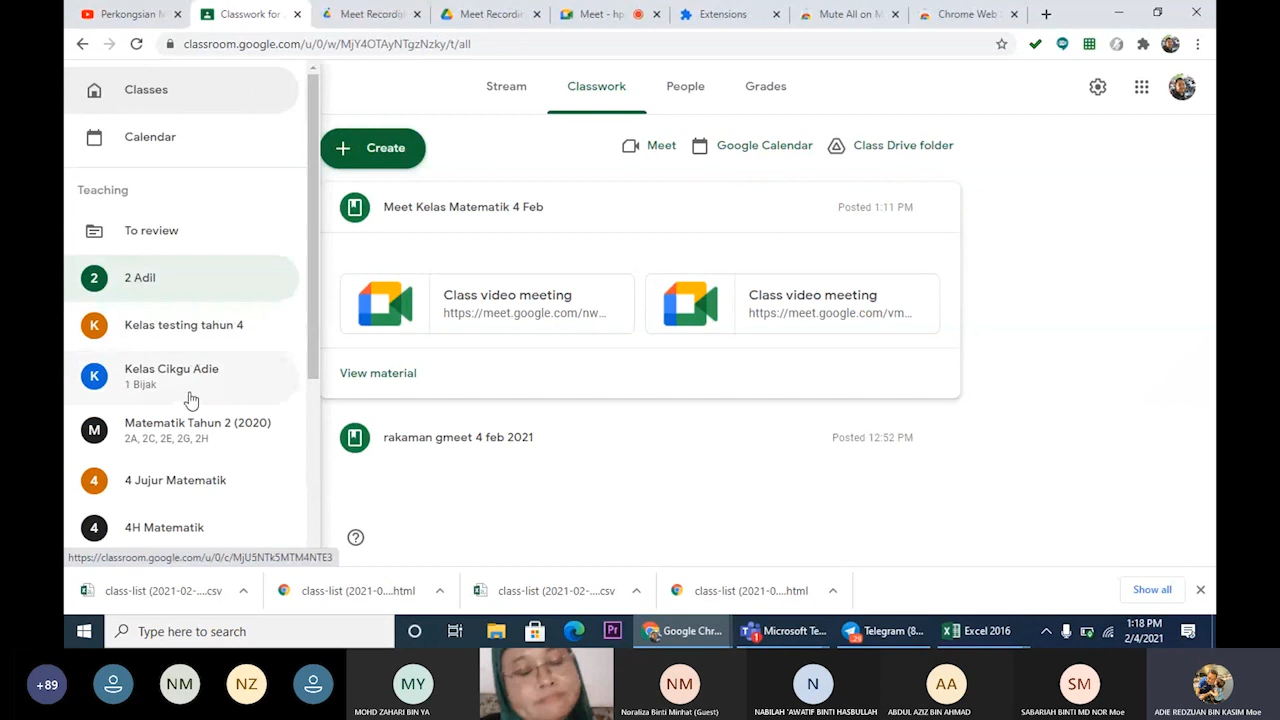 Perkongsian M
Classwork for
Meet Recordat
Meet Recordin
Meet - hp
Extensions
Mute All on M
Chrome Web
classroom.google.com/u/0/w/MjY4OTAyNTgzNzky/t/all
Classes
Calendar
Teaching
To review
2
2 Adil
K
Kelas testing tahun 4
K
Kelas Cikgu Adie
1 Bijak
M
Matematik Tahun 2 (2020)
2A, 2C, 2E, 2G, 2H
4
4 Jujur Matematik
4
4H Matematik
https://classroom.google.com/u/0/c/MjU5NTk5MTM4NTE3
Stream
Classwork
People
Grades
Create
Meet
Google Calendar
Class Drive folder
Meet Kelas Matematik 4 Feb
Posted 1:11 PM
Class video meeting
https://meet.google.com/nw...
Class video meeting
https://meet.google.com/vm...
View material
rakaman gmeet 4 feb 2021
Posted 12:52 PM
class-list (2021-02-....csv
class-list (2021-0....html
class-list (2021-02-....csv
class-list (2021-0....html
Show all
Type here to search
Pr
Google Chr...
Microsoft Te...
Telegram (8...
Excel 2016
1:18 PM
2/4/2021
+89
NM
NZ
MY
MOHD ZAHARI BIN YA
NM
Noraliza Binti Minhat (Guest)
N
NABILAH 'AWATIF BINTI HASBULLAH
AA
ABDUL AZIZ BIN AHMAD
SM
SABARIAH BINTI MD NOR Moe
ADIE REDZUAN BIN KASIM Moe